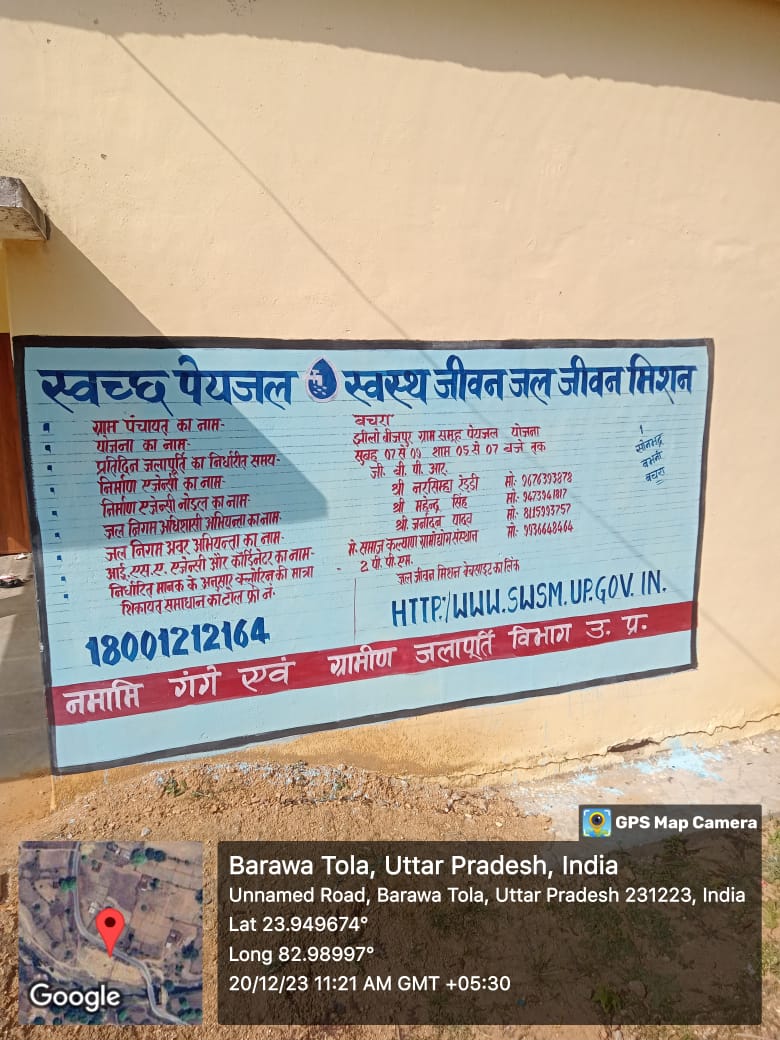 स्वच्छ पेयजल स्वस्थ जीवन जल जीवन मिशन
ग्राम पंचायत का नाम-
योजना का नाम-
प्रतिदिन जलापूर्ति का निर्धारित समय-
निर्माण एजेन्सी का नाम-
निर्माण एजेन्सी नोडल का नाम-
जल निगम अधिशासी अभियन्ता का नाम-
जल निगम अवर अभियन्ता का नाम-
आई.एस.ए. एजेन्सी और कॉर्डिनेटर का नाम-
निर्धारित मानक के अनुसार क्लोरिन की मात्रा -
शिकायत समाधान का टोल फ्री नं.
18001212164
बचरा
झीलो बीजपुर ग्राम समूह पेयजल योजना
सुबह 07 से 09 शाम 05 से 07 बजे तक
जी. वी. पी. आर.
श्री नरसिम्हा रेड्डी मो: 9676393878
श्री महेन्द्र सिंह मो: 9473941817
श्री जर्नादन यादव मो: 8115993757
मे. समाज कल्याण ग्रामोद्योग संस्थान मो: 9936648464
2 पी. पी. एम.
जल जीवन मिशन वेबसाइट का लिंक
HTTP:/WWW.SWSM.UP.GOV.IN.
सोनभद्र
बभनी
बचरा
नमामि गंगे एवं ग्रामीण जलापूर्ति विभाग उ. प्र.
GPS Map Camera
Barawa Tola, Uttar Pradesh, India
Unnamed Road, Barawa Tola, Uttar Pradesh 231223, India
Lat 23.949674°
Long 82.98997°
20/12/23 11:21 AM GMT +05:30
Google